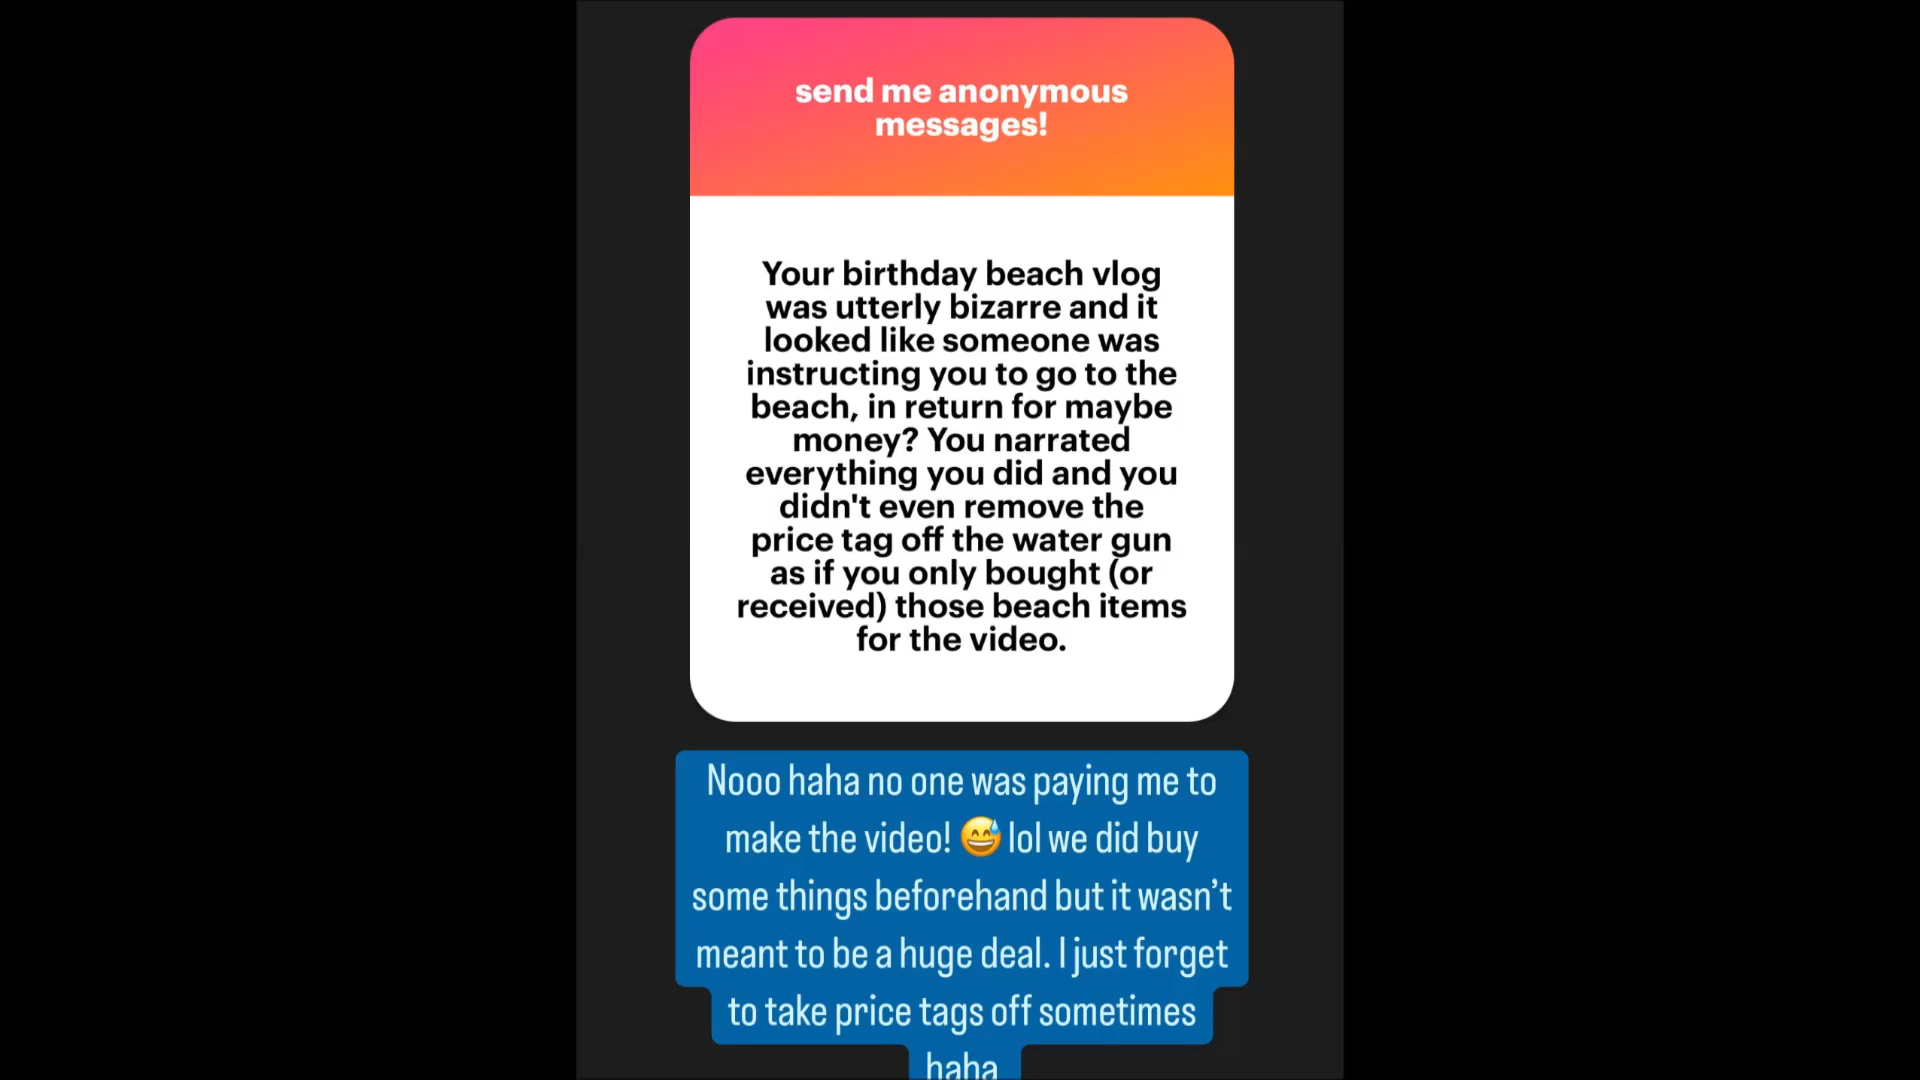 send me anonymous
messages!
Your birthday beach vlog
was utterly bizarre and it
looked like someone was
instructing you to go to the
beach, in return for maybe
money? You narrated
everything you did and you
didn't even remove the
price tag off the water gun
as if you only bought (or
received) those beach items
for the video.
Nooo haha no one was paying me to
make the video! 😅 lol we did buy
some things beforehand but it wasn't
meant to be a huge deal. I just forget
to take price tags off sometimes
haha